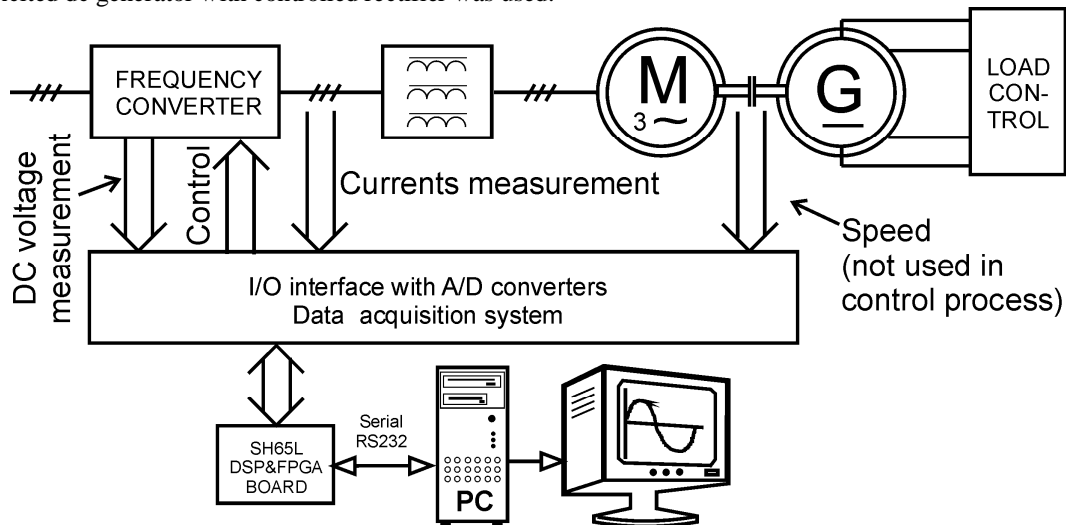 cited dc generator with controlled rectifier was used.
FREQUENCY
CONVERTER
M
3 ~
G
LOAD
CON-
TROL
DC voltage
measurement
Control
Currents measurement
Speed
(not used in
control process)
I/O interface with A/D converters
Data acquisition system
SH65L
DSP&FPGA
BOARD
Serial
RS232
PC